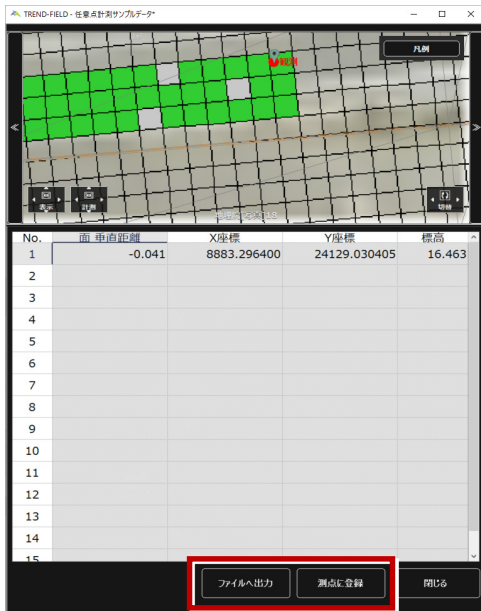 TREND-FIELD - 任意点計測サンプルデータ*
凡例
観測
表示
計測
切替
No. 面 垂直距離 X座標 Y座標 標高
1 -0.041 8883.296400 24129.030405 16.463
2
3
4
5
6
7
8
9
10
11
12
13
14
15
ファイルへ出力 測点に登録 閉じる